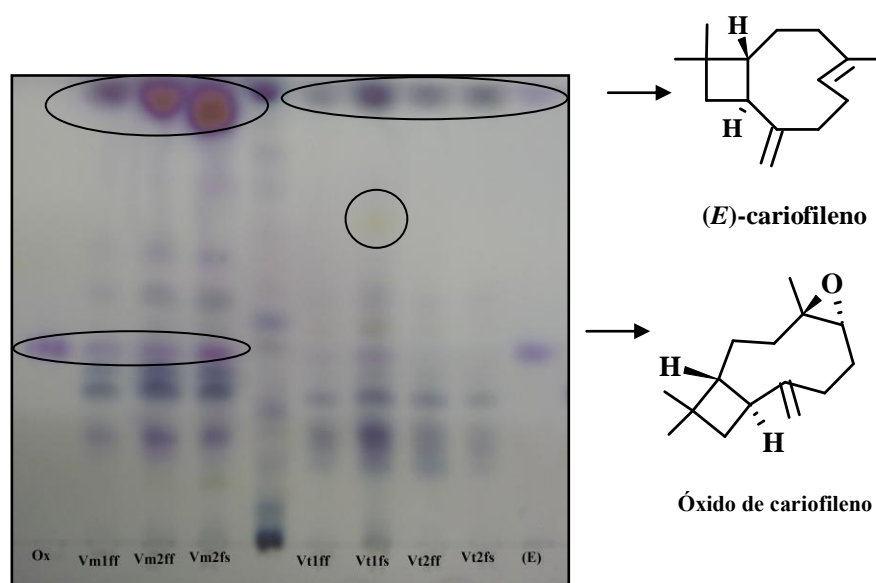 H
H
(E)-cariofileno
O
H
H
Óxido de cariofileno
Ox Vm1ff Vm2ff Vm2fs Vt1ff Vt1fs Vt2ff Vt2fs (E)